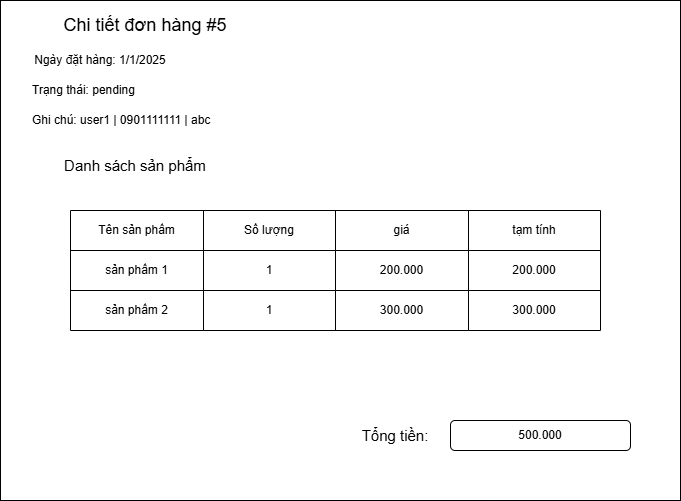 Chi tiết đơn hàng #5
Ngày đặt hàng: 1/1/2025
Trạng thái: pending
Ghi chú: user1 | 0901111111 | abc
Danh sách sản phẩm
Tên sản phẩm Số lượng giá tạm tính
sản phẩm 1 1 200.000 200.000
sản phẩm 2 1 300.000 300.000
Tổng tiền: 500.000